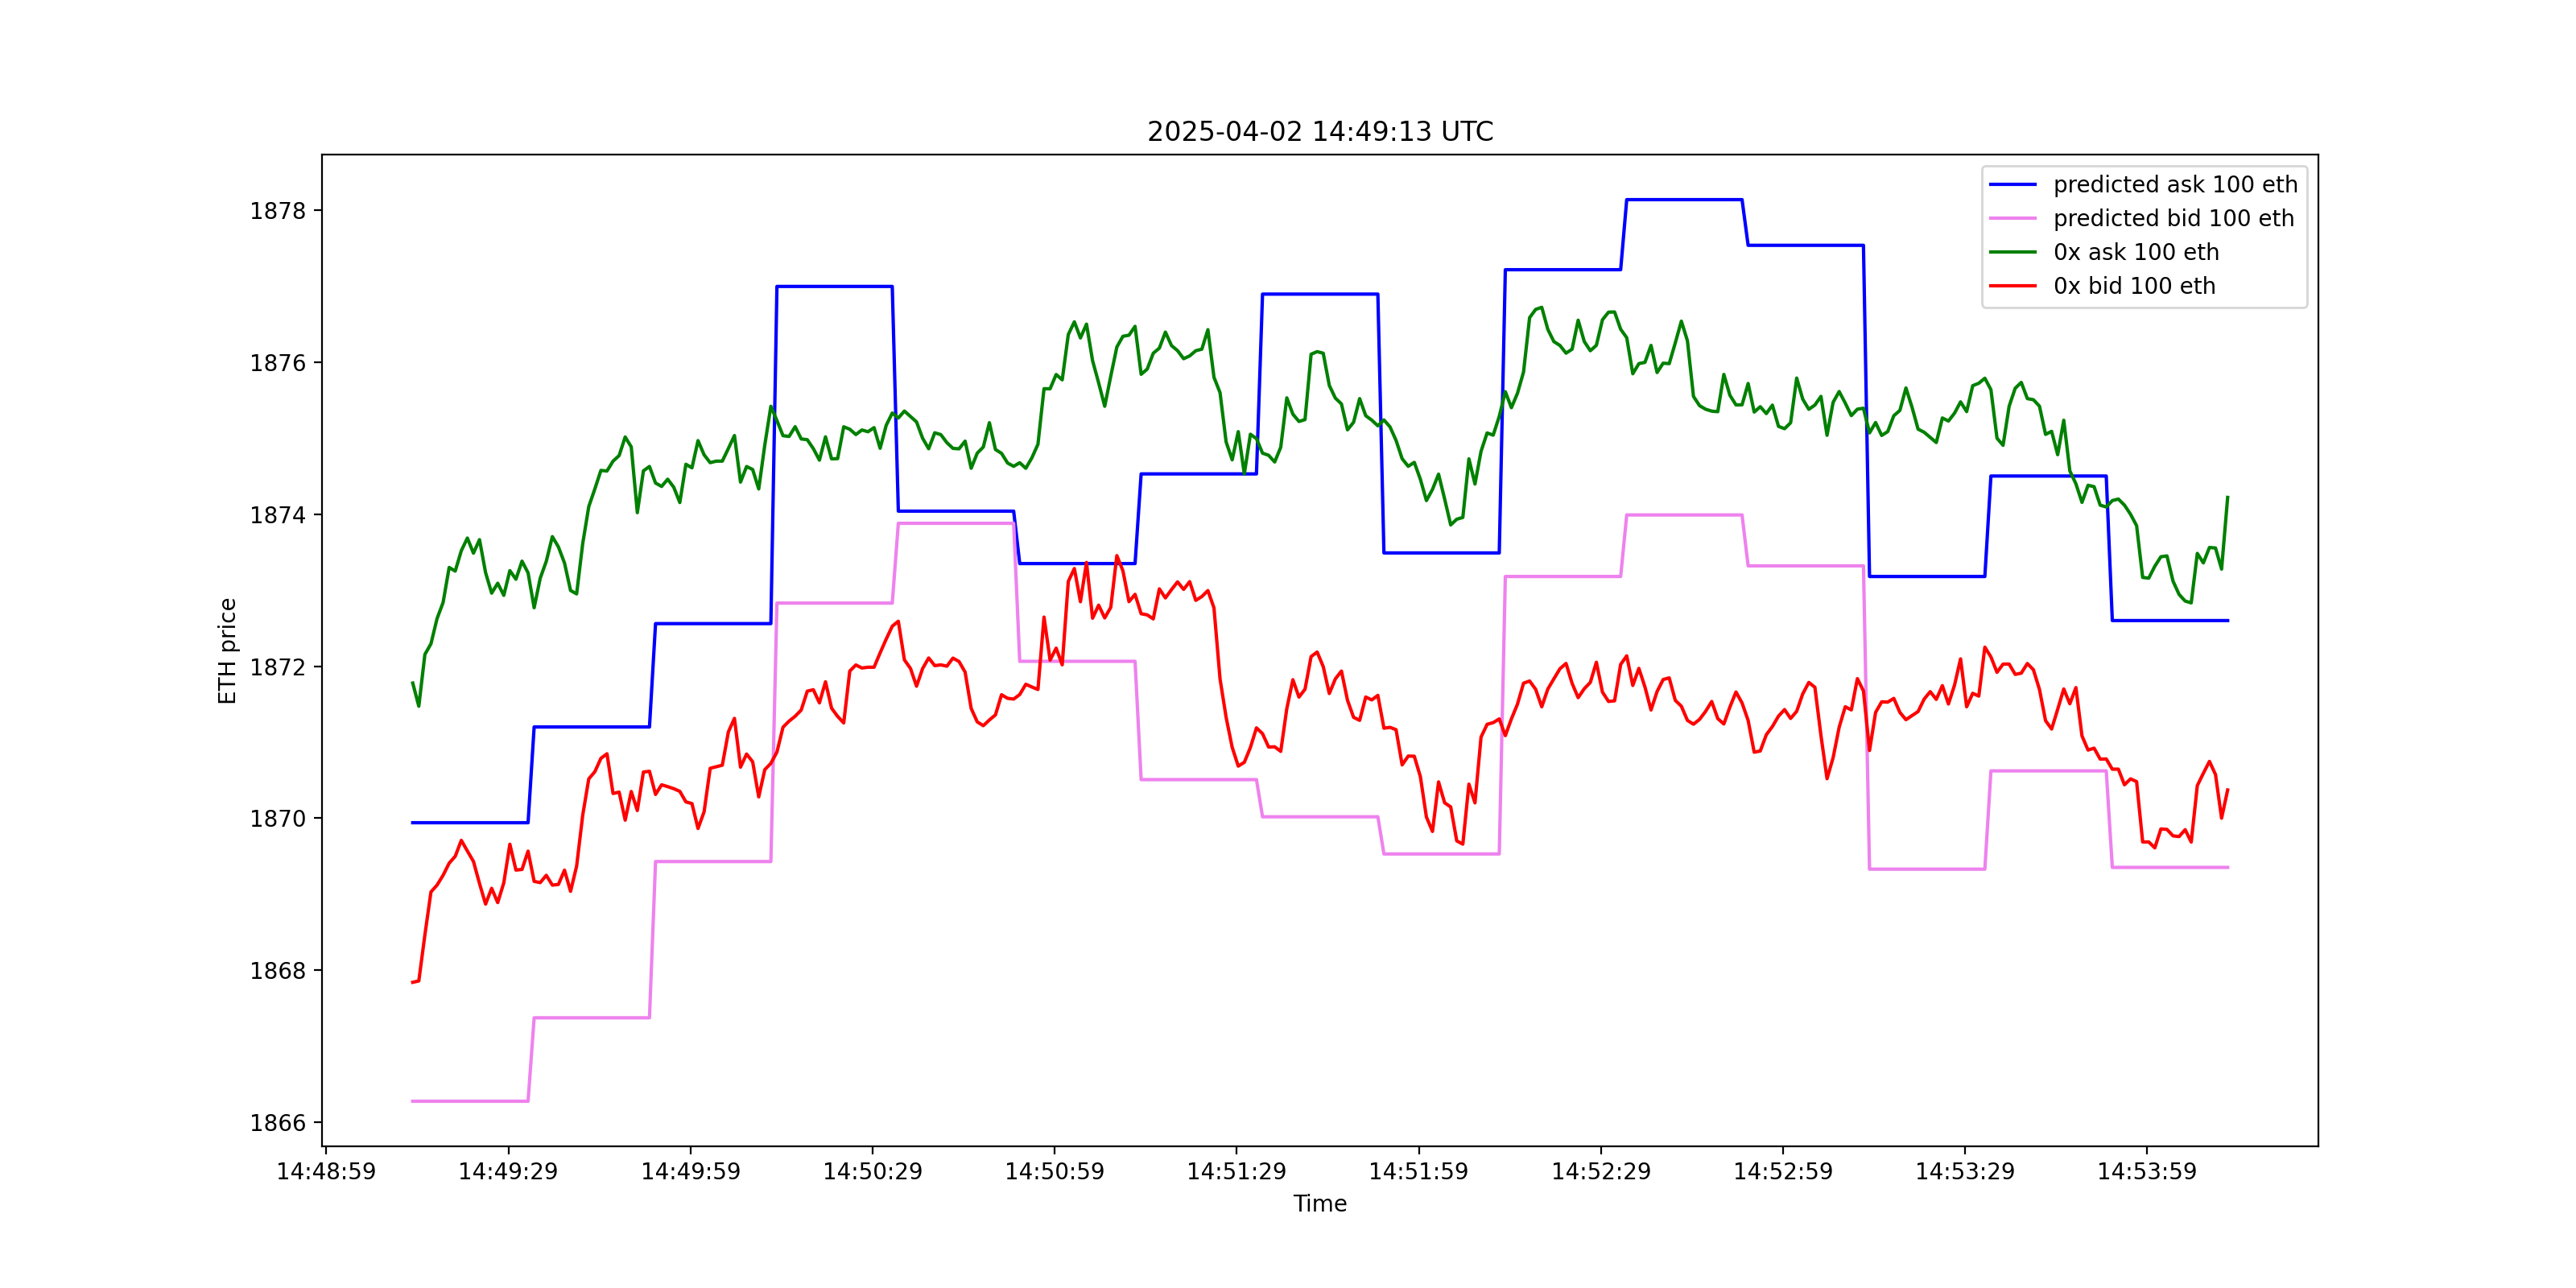 2025-04-02 14:49:13 UTC
predicted ask 100 eth
predicted bid 100 eth
0x ask 100 eth
0x bid 100 eth
1878
1876
1874
1872
1870
1868
1866
ETH price
14:48:59 14:49:29 14:49:59 14:50:29 14:50:59 14:51:29 14:51:59 14:52:29 14:52:59 14:53:29 14:53:59
Time